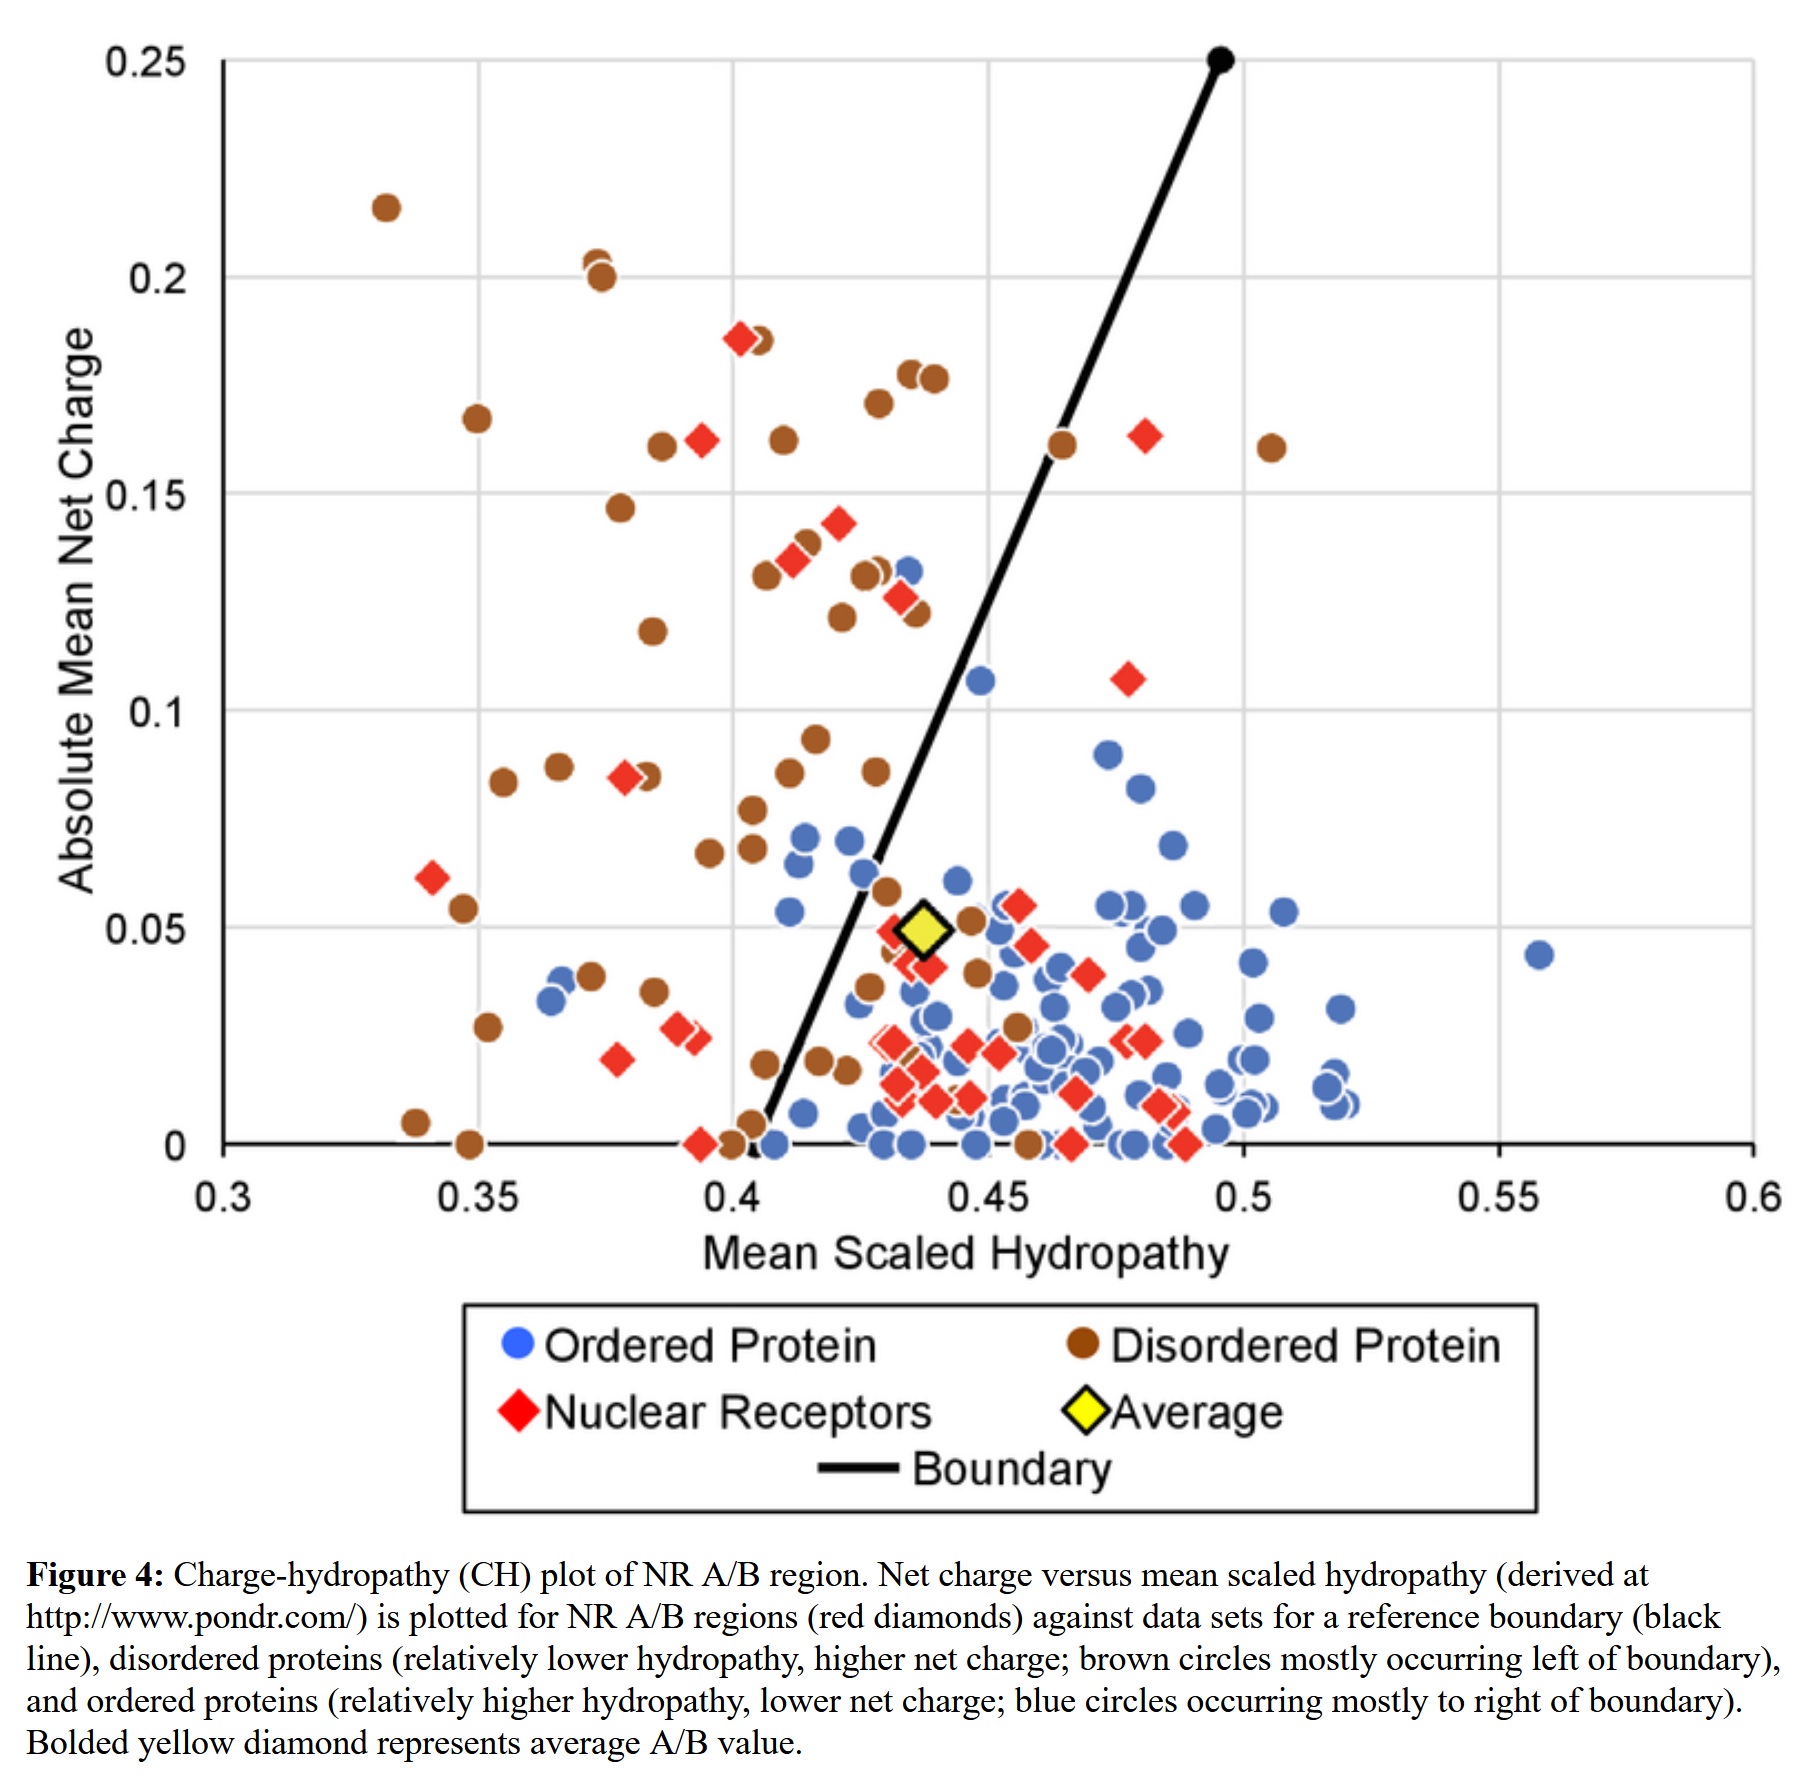 0.25
0.2
0.15
0.1
0.05
0
Absolute Mean Net Charge
0.3 0.35 0.4 0.45 0.5 0.55 0.6
Mean Scaled Hydropathy
Ordered Protein Disordered Protein
Nuclear Receptors Average
Boundary
Figure 4: Charge-hydropathy (CH) plot of NR A/B region. Net charge versus mean scaled hydropathy (derived at
http://www.pondr.com/) is plotted for NR A/B regions (red diamonds) against data sets for a reference boundary (black
line), disordered proteins (relatively lower hydropathy, higher net charge; brown circles mostly occurring left of boundary),
and ordered proteins (relatively higher hydropathy, lower net charge; blue circles occurring mostly to right of boundary).
Bolded yellow diamond represents average A/B value.